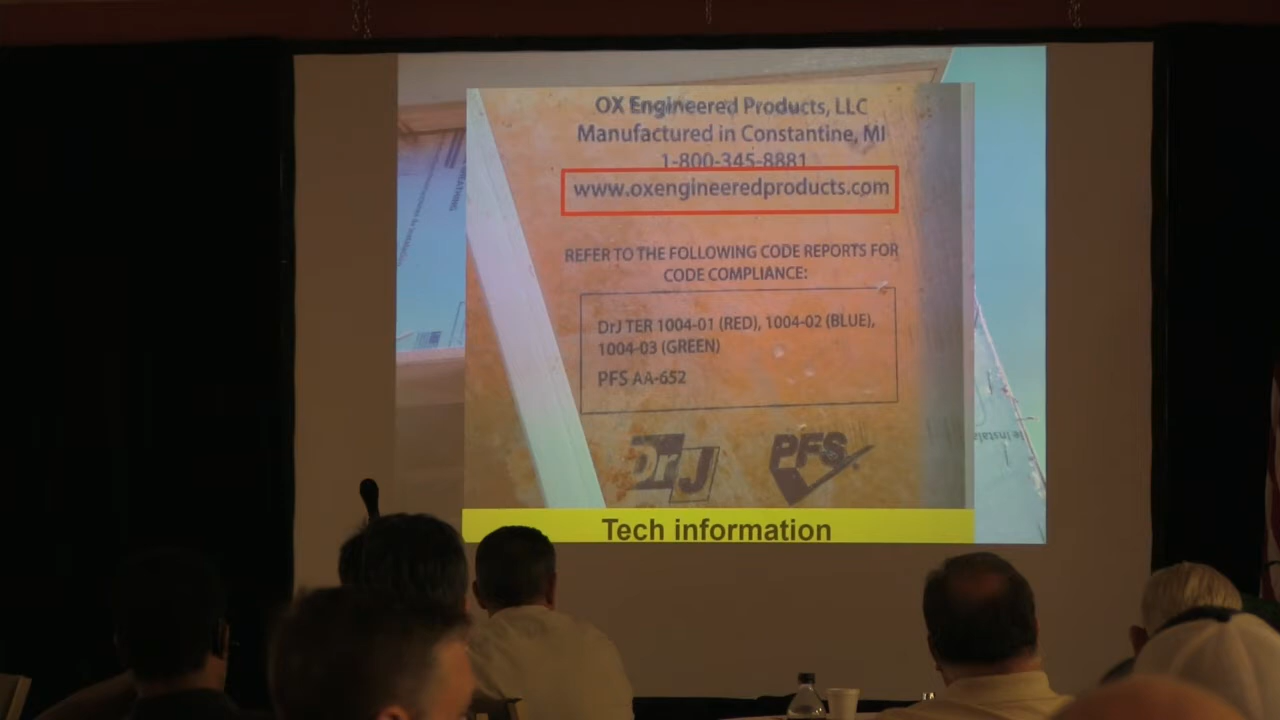 OX Engineered Products, LLC
Manufactured in Constantine, MI
1-800-345-8881
www.oxengineeredproducts.com
REFER TO THE FOLLOWING CODE REPORTS FOR
CODE COMPLIANCE:
DrJ TER 1004-01 (RED), 1004-02 (BLUE),
1004-03 (GREEN)
PFS AA-652
DrJ
PFS
Tech information